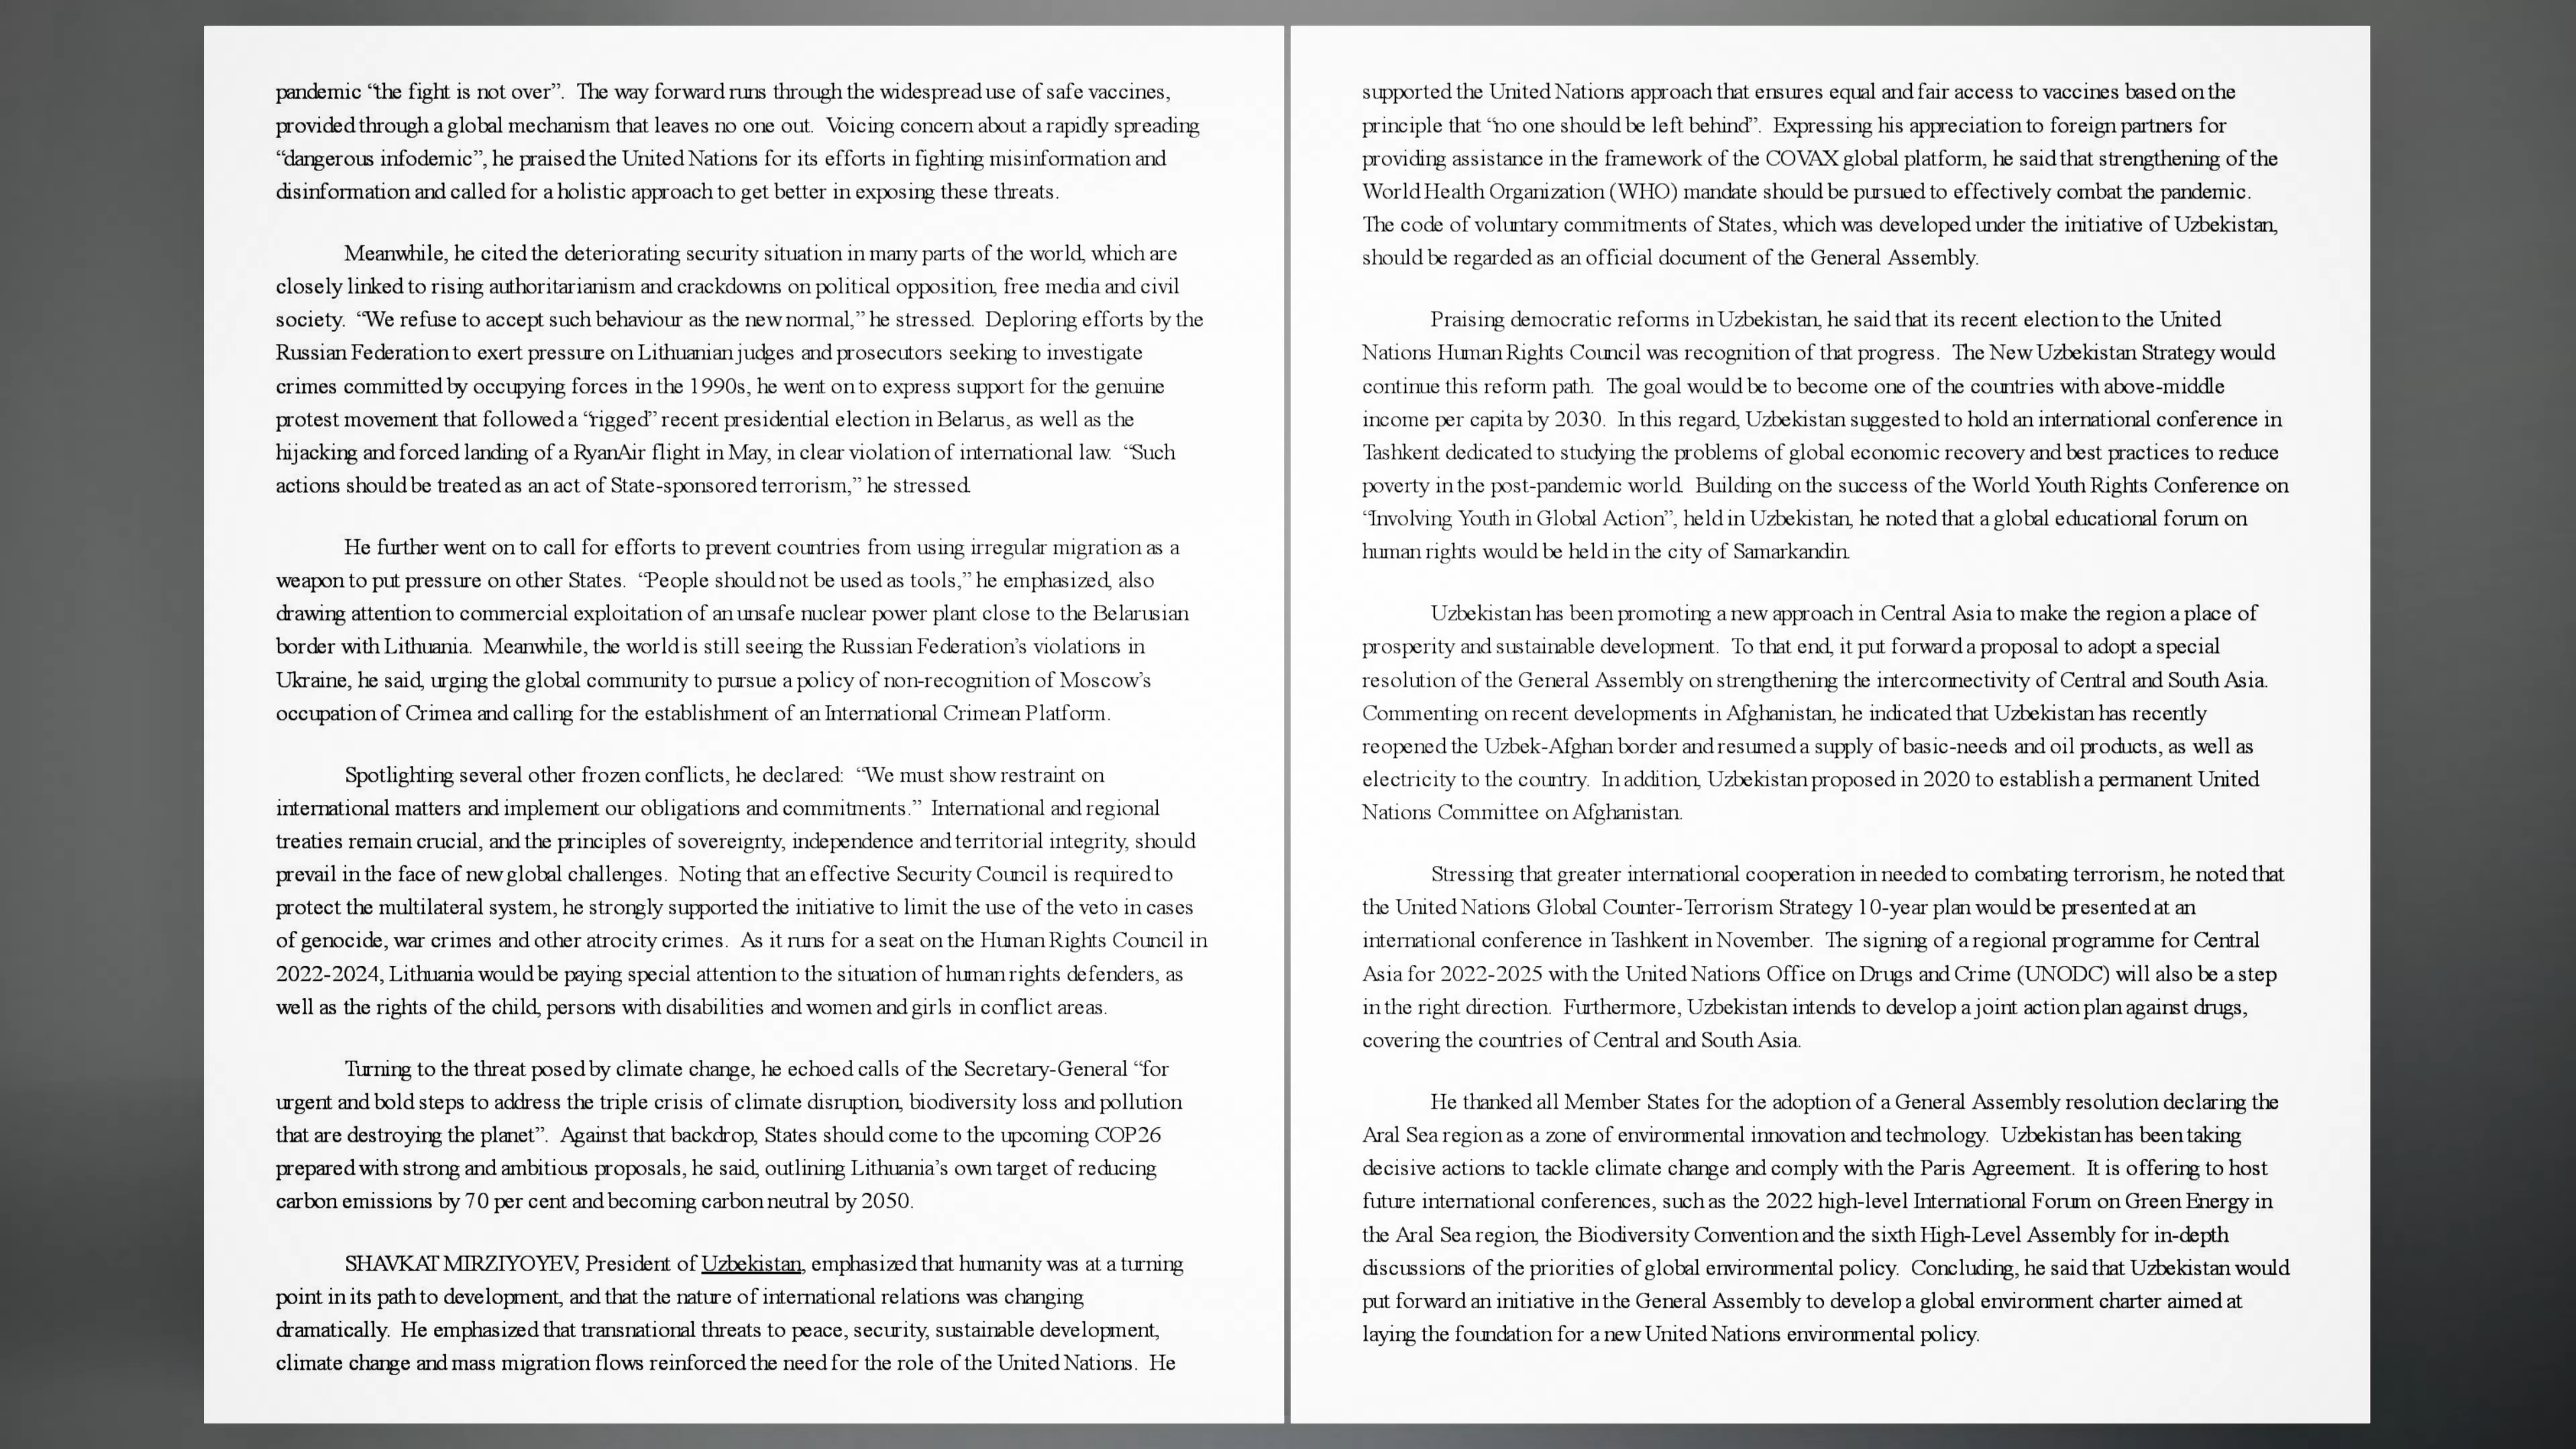 pandemic “the fight is not over”.  The way forward runs through the widespread use of safe vaccines,
provided through a global mechanism that leaves no one out.  Voicing concern about a rapidly spreading
“dangerous infodemic”, he praised the United Nations for its efforts in fighting misinformation and
disinformation and called for a holistic approach to get better in exposing these threats.
Meanwhile, he cited the deteriorating security situation in many parts of the world, which are
closely linked to rising authoritarianism and crackdowns on political opposition, free media and civil
society.  “We refuse to accept such behaviour as the new normal,” he stressed.  Deploring efforts by the
Russian Federation to exert pressure on Lithuanian judges and prosecutors seeking to investigate
crimes committed by occupying forces in the 1990s, he went on to express support for the genuine
protest movement that followed a “rigged” recent presidential election in Belarus, as well as the
hijacking and forced landing of a RyanAir flight in May, in clear violation of international law.  “Such
actions should be treated as an act of State-sponsored terrorism,” he stressed.
He further went on to call for efforts to prevent countries from using irregular migration as a
weapon to put pressure on other States.  “People should not be used as tools,” he emphasized, also
drawing attention to commercial exploitation of an unsafe nuclear power plant close to the Belarusian
border with Lithuania.  Meanwhile, the world is still seeing the Russian Federation’s violations in
Ukraine, he said, urging the global community to pursue a policy of non-recognition of Moscow’s
occupation of Crimea and calling for the establishment of an International Crimean Platform.
Spotlighting several other frozen conflicts, he declared:  “We must show restraint on
international matters and implement our obligations and commitments.”  International and regional
treaties remain crucial, and the principles of sovereignty, independence and territorial integrity, should
prevail in the face of new global challenges.  Noting that an effective Security Council is required to
protect the multilateral system, he strongly supported the initiative to limit the use of the veto in cases
of genocide, war crimes and other atrocity crimes.  As it runs for a seat on the Human Rights Council in
2022-2024, Lithuania would be paying special attention to the situation of human rights defenders, as
well as the rights of the child, persons with disabilities and women and girls in conflict areas.
Turning to the threat posed by climate change, he echoed calls of the Secretary-General “for
urgent and bold steps to address the triple crisis of climate disruption, biodiversity loss and pollution
that are destroying the planet”.  Against that backdrop, States should come to the upcoming COP26
prepared with strong and ambitious proposals, he said, outlining Lithuania’s own target of reducing
carbon emissions by 70 per cent and becoming carbon neutral by 2050.
SHAVKAT MIRZIYOYEV, President of Uzbekistan, emphasized that humanity was at a turning
point in its path to development, and that the nature of international relations was changing
dramatically.  He emphasized that transnational threats to peace, security, sustainable development,
climate change and mass migration flows reinforced the need for the role of the United Nations.  He
supported the United Nations approach that ensures equal and fair access to vaccines based on the
principle that “no one should be left behind”.  Expressing his appreciation to foreign partners for
providing assistance in the framework of the COVAX global platform, he said that strengthening of the
World Health Organization (WHO) mandate should be pursued to effectively combat the pandemic.
The code of voluntary commitments of States, which was developed under the initiative of Uzbekistan,
should be regarded as an official document of the General Assembly.
Praising democratic reforms in Uzbekistan, he said that its recent election to the United
Nations Human Rights Council was recognition of that progress.  The New Uzbekistan Strategy would
continue this reform path.  The goal would be to become one of the countries with above-middle
income per capita by 2030.  In this regard, Uzbekistan suggested to hold an international conference in
Tashkent dedicated to studying the problems of global economic recovery and best practices to reduce
poverty in the post-pandemic world.  Building on the success of the World Youth Rights Conference on
“Involving Youth in Global Action”, held in Uzbekistan, he noted that a global educational forum on
human rights would be held in the city of Samarkandin.
Uzbekistan has been promoting a new approach in Central Asia to make the region a place of
prosperity and sustainable development.  To that end, it put forward a proposal to adopt a special
resolution of the General Assembly on strengthening the interconnectivity of Central and South Asia.
Commenting on recent developments in Afghanistan, he indicated that Uzbekistan has recently
reopened the Uzbek-Afghan border and resumed a supply of basic-needs and oil products, as well as
electricity to the country.  In addition, Uzbekistan proposed in 2020 to establish a permanent United
Nations Committee on Afghanistan.
Stressing that greater international cooperation in needed to combating terrorism, he noted that
the United Nations Global Counter-Terrorism Strategy 10-year plan would be presented at an
international conference in Tashkent in November.  The signing of a regional programme for Central
Asia for 2022-2025 with the United Nations Office on Drugs and Crime (UNODC) will also be a step
in the right direction.  Furthermore, Uzbekistan intends to develop a joint action plan against drugs,
covering the countries of Central and South Asia.
He thanked all Member States for the adoption of a General Assembly resolution declaring the
Aral Sea region as a zone of environmental innovation and technology.  Uzbekistan has been taking
decisive actions to tackle climate change and comply with the Paris Agreement.  It is offering to host
future international conferences, such as the 2022 high-level International Forum on Green Energy in
the Aral Sea region, the Biodiversity Convention and the sixth High-Level Assembly for in-depth
discussions of the priorities of global environmental policy.  Concluding, he said that Uzbekistan would
put forward an initiative in the General Assembly to develop a global environment charter aimed at
laying the foundation for a new United Nations environmental policy.